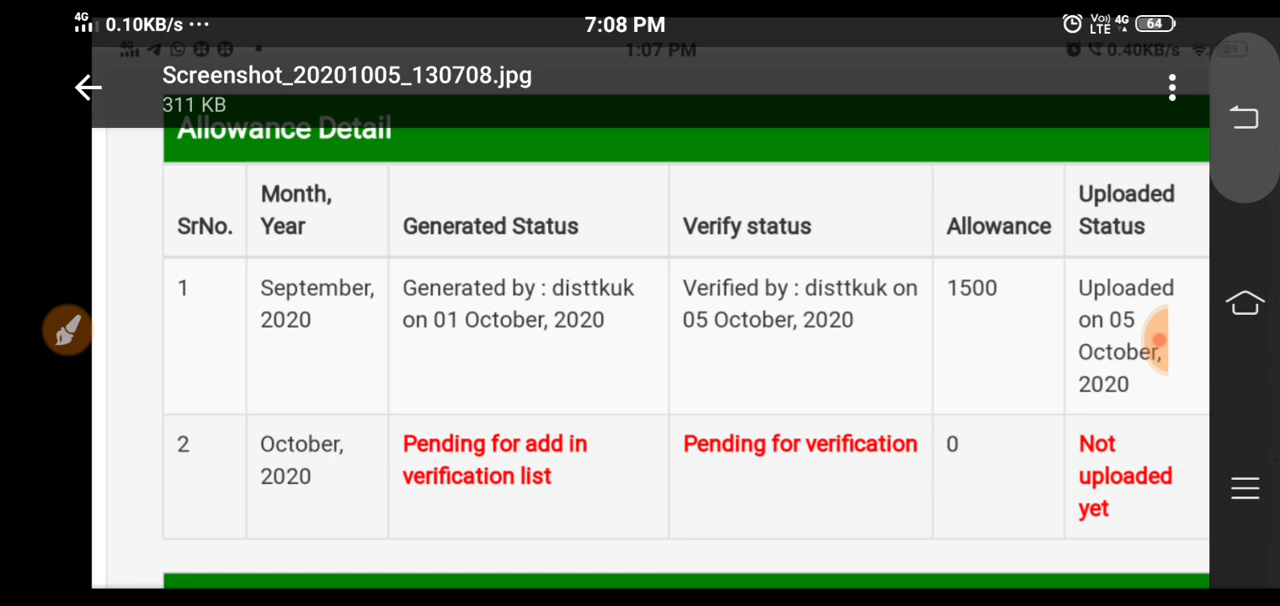 4G 0.10KB/s ... 7:08 PM Vo) LTE 4G 64
1:07 PM 0.40KB/s 39
Screenshot_20201005_130708.jpg
311 KB
Allowance Detail
SrNo. Month, Year Generated Status Verify status Allowance Uploaded Status
1 September, 2020 Generated by : disttkuk on 01 October, 2020 Verified by : disttkuk on 05 October, 2020 1500 Uploaded on 05 October, 2020
2 October, 2020 Pending for add in verification list Pending for verification 0 Not uploaded yet